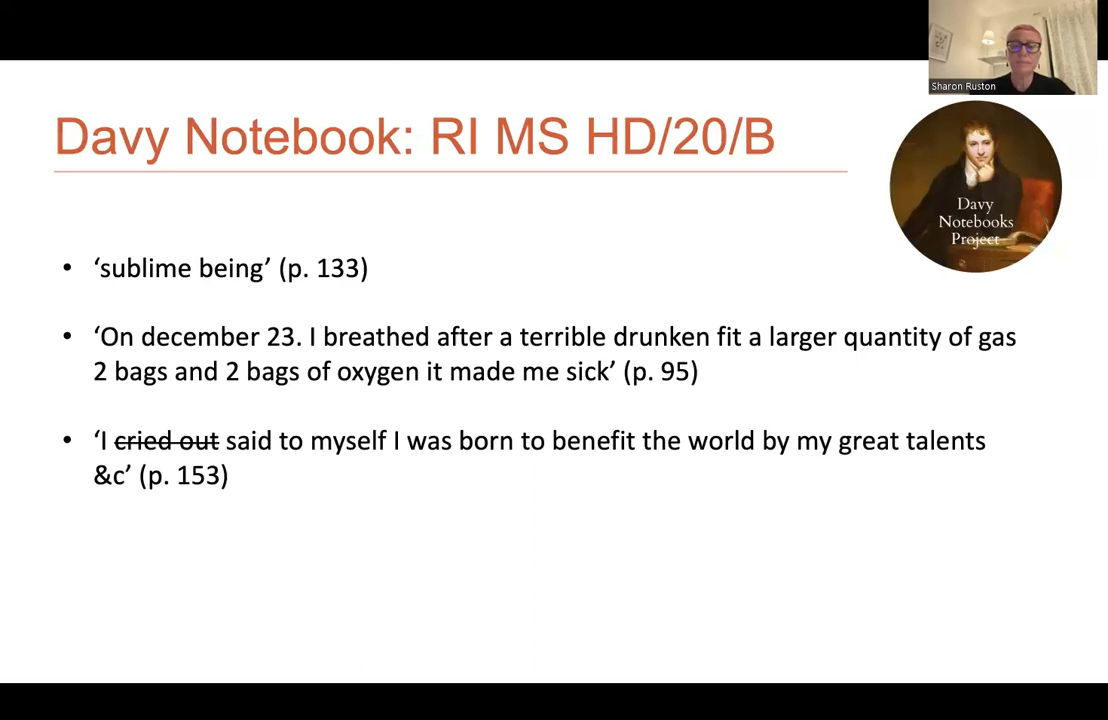 Sharon Ruston
Davy Notebook: RI MS HD/20/B
Davy
Notebooks
Project
• ‘sublime being’ (p. 133)
• ‘On december 23. I breathed after a terrible drunken fit a larger quantity of gas
2 bags and 2 bags of oxygen it made me sick’ (p. 95)
• ‘I cried out said to myself I was born to benefit the world by my great talents
&c’ (p. 153)